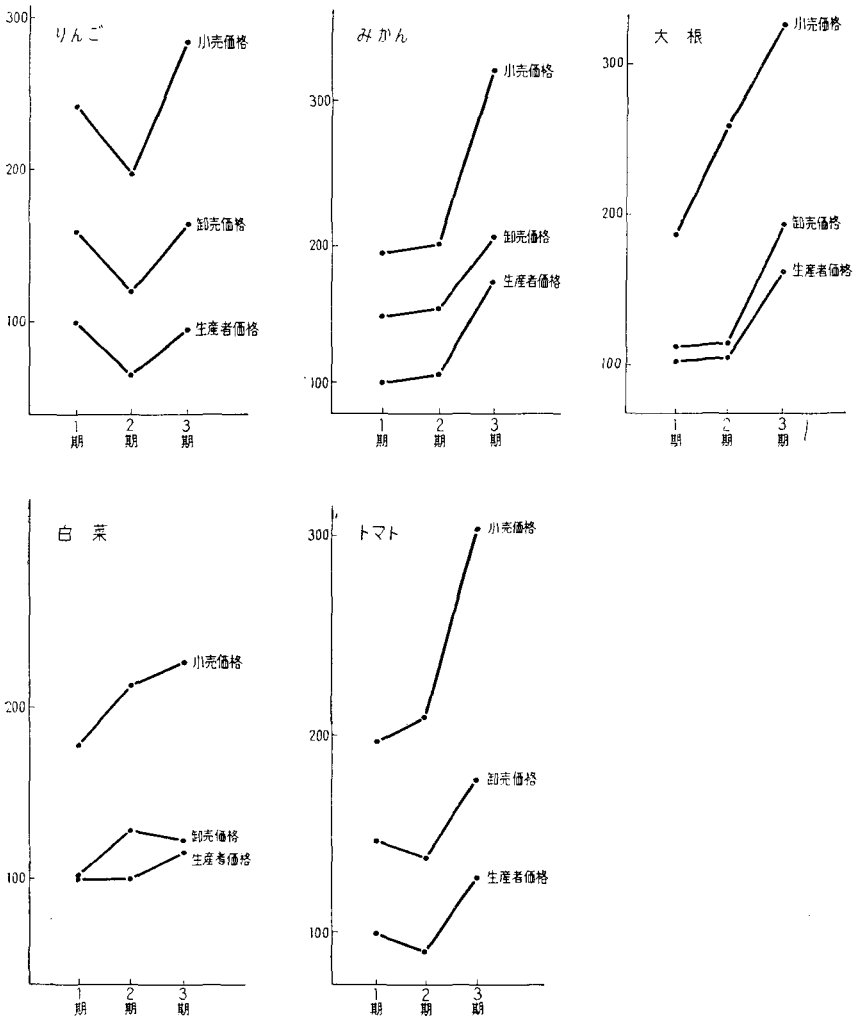 りんご
300
200
100
小売価格
卸売価格
生産者価格
1期
2期
3期
みかん
300
200
100
小売価格
卸売価格
生産者価格
1期
2期
3期
大根
300
200
100
小売価格
卸売価格
生産者価格
1期
2期
3期
白菜
200
100
小売価格
卸売価格
生産者価格
1期
2期
3期
トマト
300
200
100
小売価格
卸売価格
生産者価格
1期
2期
3期